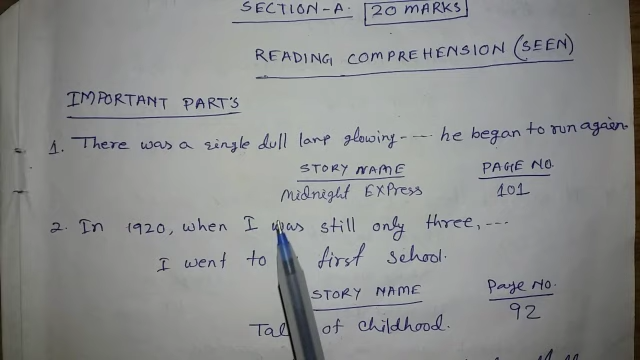 SECTION-A. 20 MARKS
READING COMPREHENSION (SEEN)
IMPORTANT PART'S
1. There was a single dull lamp glowing ---- he began to run again.
STORY NAME PAGE NO.
Midnight EXPress 101
2. In 1920, when I was still only three, ---
I went to first school.
STORY NAME Page No.
of childhood. 92